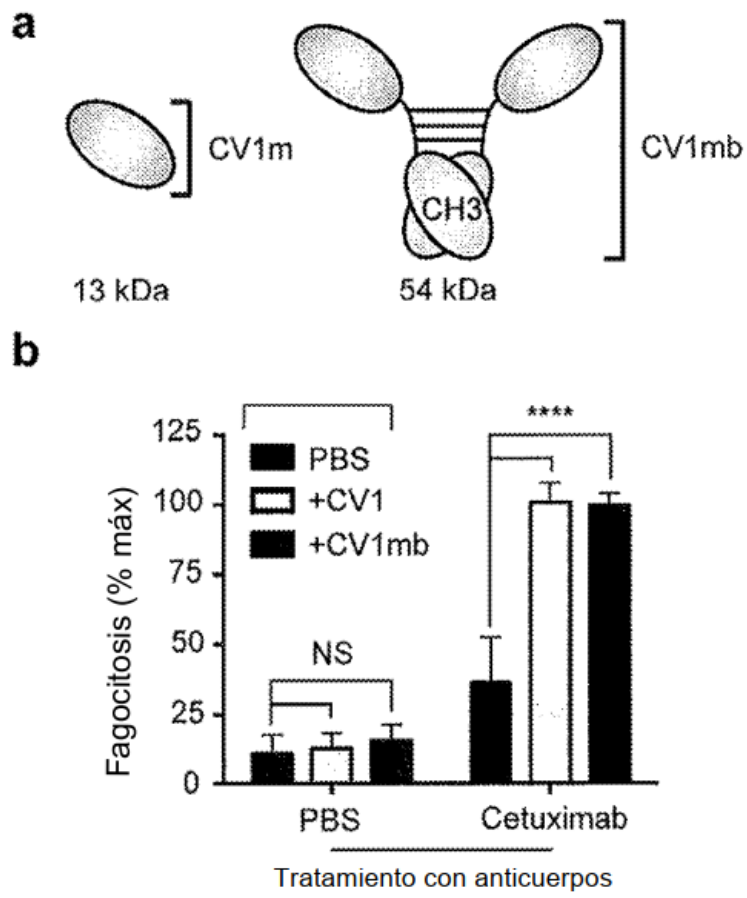 a
CV1m
CV1mb
CH3
13 kDa
54 kDa
b
Fagocitosis (% máx)
125
100
75
50
25
0
PBS
+CV1
+CV1mb
NS
****
PBS
Cetuximab
Tratamiento con anticuerpos